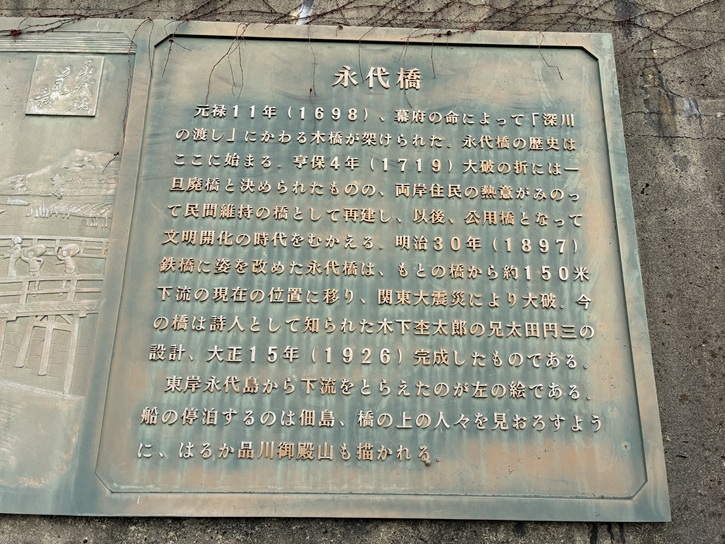 永代橋
元禄11年(1698)、幕府の命によって「深川
の渡し」にかわる木橋が架けられた。永代橋の歴史は
ここに始まる。亨保4年(1719)大破の折には一
旦廃橋と決められたものの、両岸住民の熱意がみのっ
て民間維持の橋として再建し、以後、公用橋となって
文明開化の時代をむかえる。明治30年(1897)
鉄橋に姿を改めた永代橋は、もとの橋から約150米
下流の現在の位置に移り、関東大震災により大破。今
の橋は詩人として知られた木下杢太郎の兄太田円三の
設計、大正15年(1926)完成したものである。
東岸永代島から下流をとらえたのが左の絵である。
船の停泊するのは佃島、橋の上の人々を見おろすよう
に、はるか品川御殿山も描かれる。